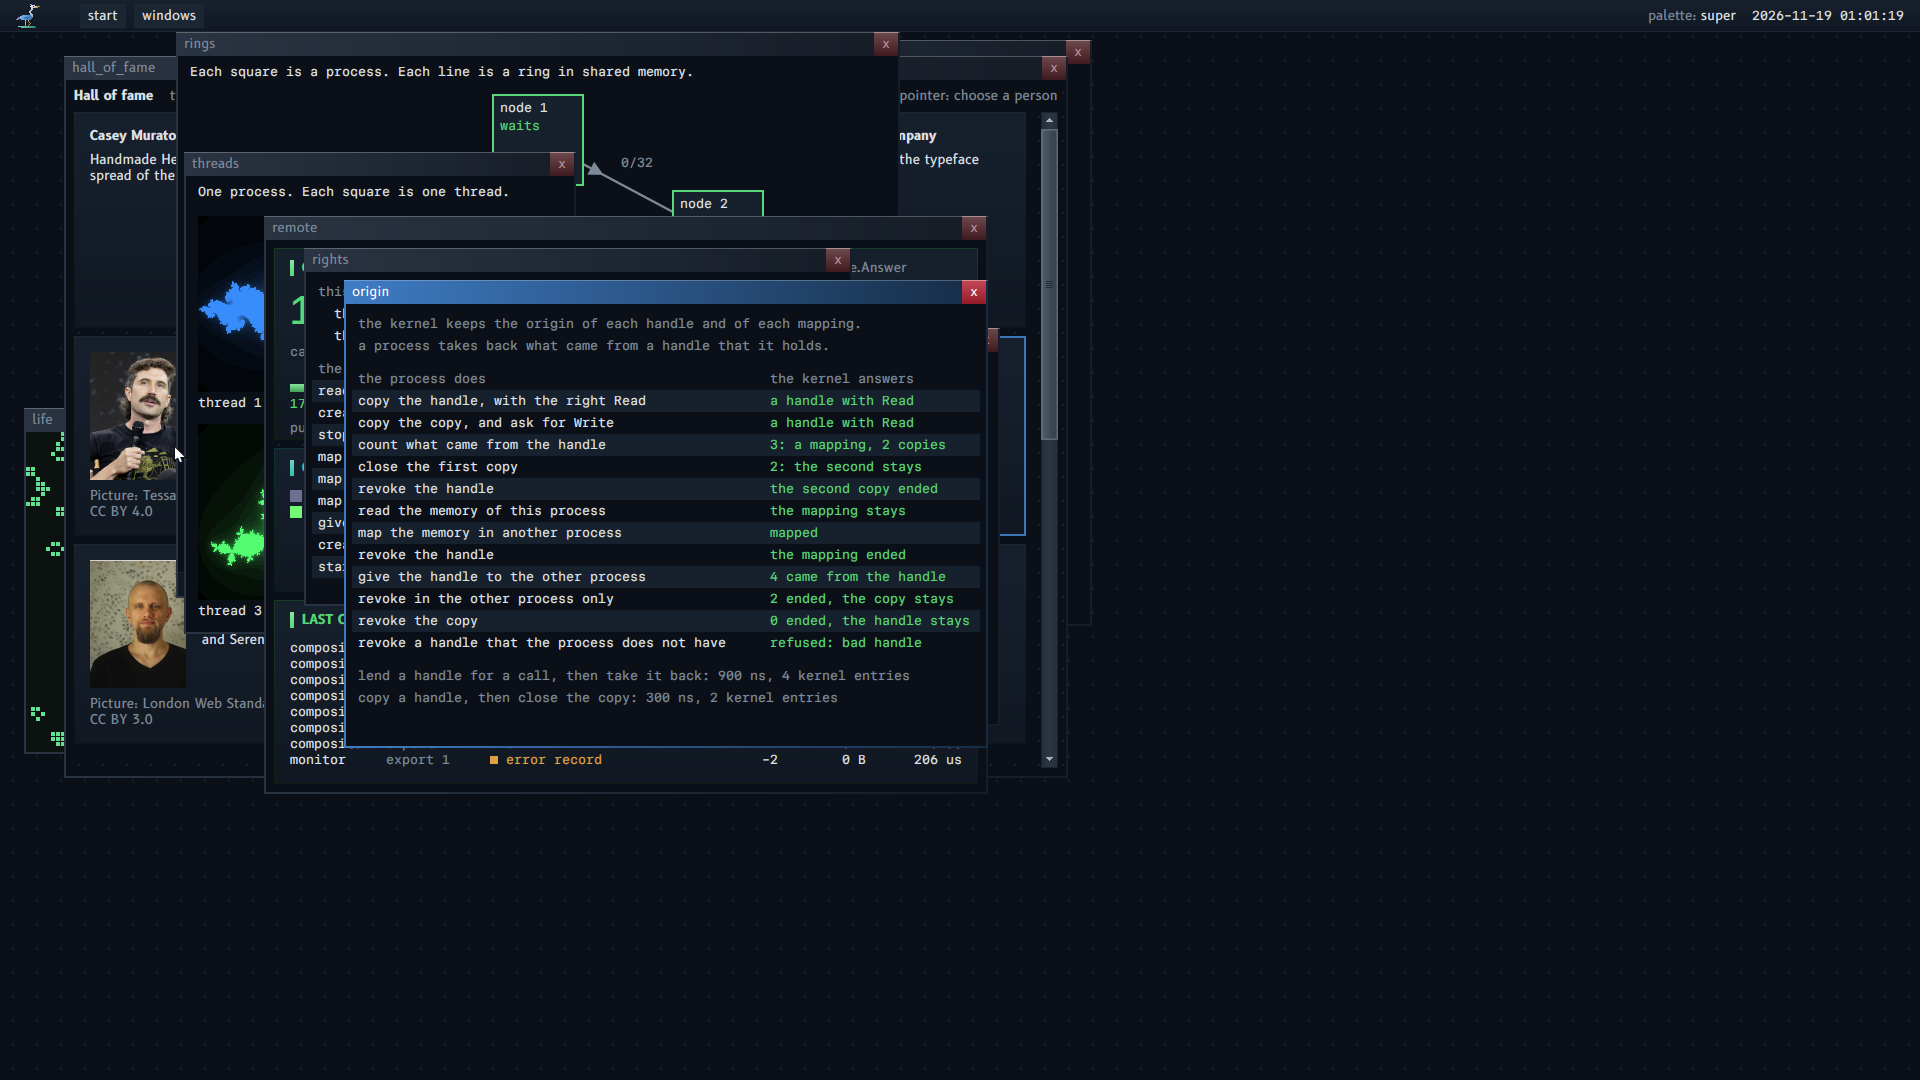 start windows palette: super 2026-11-19 01:01:19
rings x
x
hall_of_fame x
Each square is a process. Each line is a ring in shared memory.
Hall of fame pointer: choose a person
node 1
waits
Casey
Handmade
spread of the
the typeface
threads x
0/32
One process. Each square is one thread.
node 2
remote x
rights x
.Answer
origin x
the kernel keeps the origin of each handle and of each mapping.
a process takes back what came from a handle that it holds.
the process does the kernel answers
copy the handle, with the right Read a handle with Read
copy the copy, and ask for Write a handle with Read
count what came from the handle 3: a mapping, 2 copies
close the first copy 2: the second stays
revoke the handle the second copy ended
read the memory of this process the mapping stays
map the memory in another process mapped
revoke the handle the mapping ended
give the handle to the other process 4 came from the handle
revoke in the other process only 2 ended, the copy stays
revoke the copy 0 ended, the handle stays
revoke a handle that the process does not have refused: bad handle
lend a handle for a call, then take it back: 900 ns, 4 kernel entries
copy a handle, then close the copy: 300 ns, 2 kernel entries
the
map
map
map
thread 1
life
Picture: Tessa
CC BY 4.0
thread 3
and
LAST
Picture: London Web
CC BY 3.0
monitor export 1 error record -2 0 B 206 us